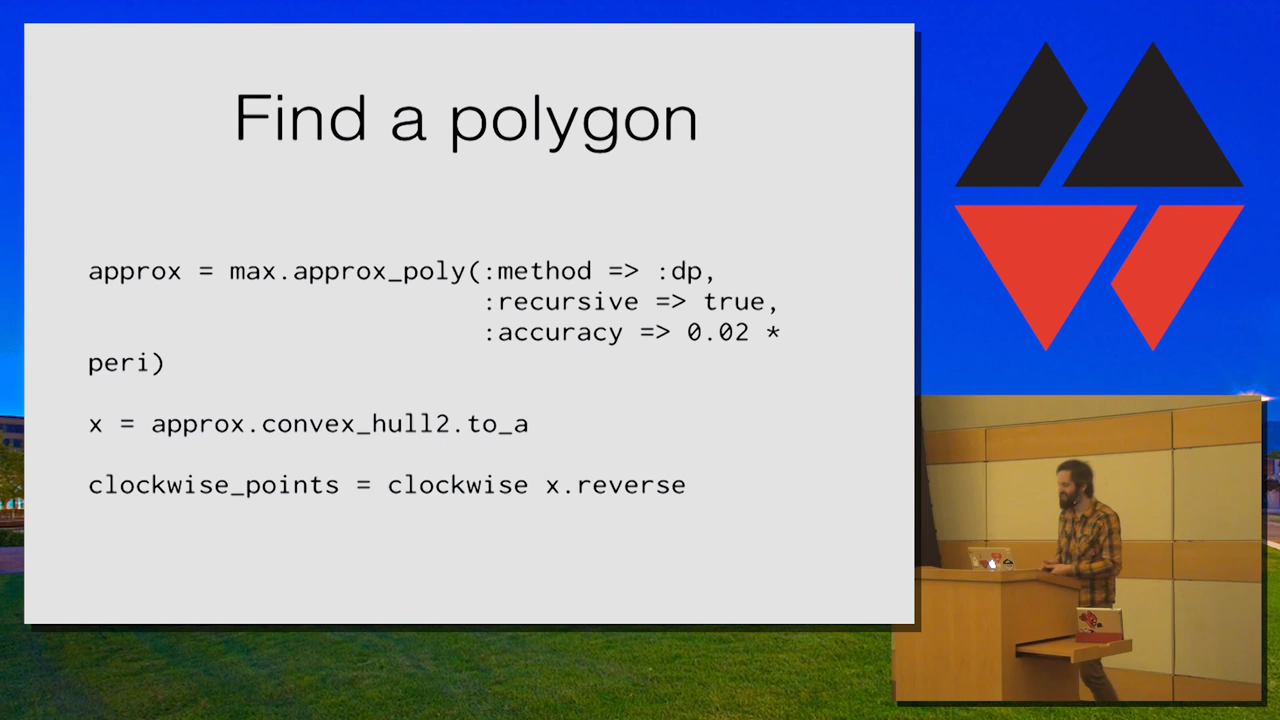 Find a polygon
approx = max.approx_poly(:method => :dp,
:recursive => true,
:accuracy => 0.02 *
peri)
x = approx.convex_hull2.to_a
clockwise_points = clockwise x.reverse